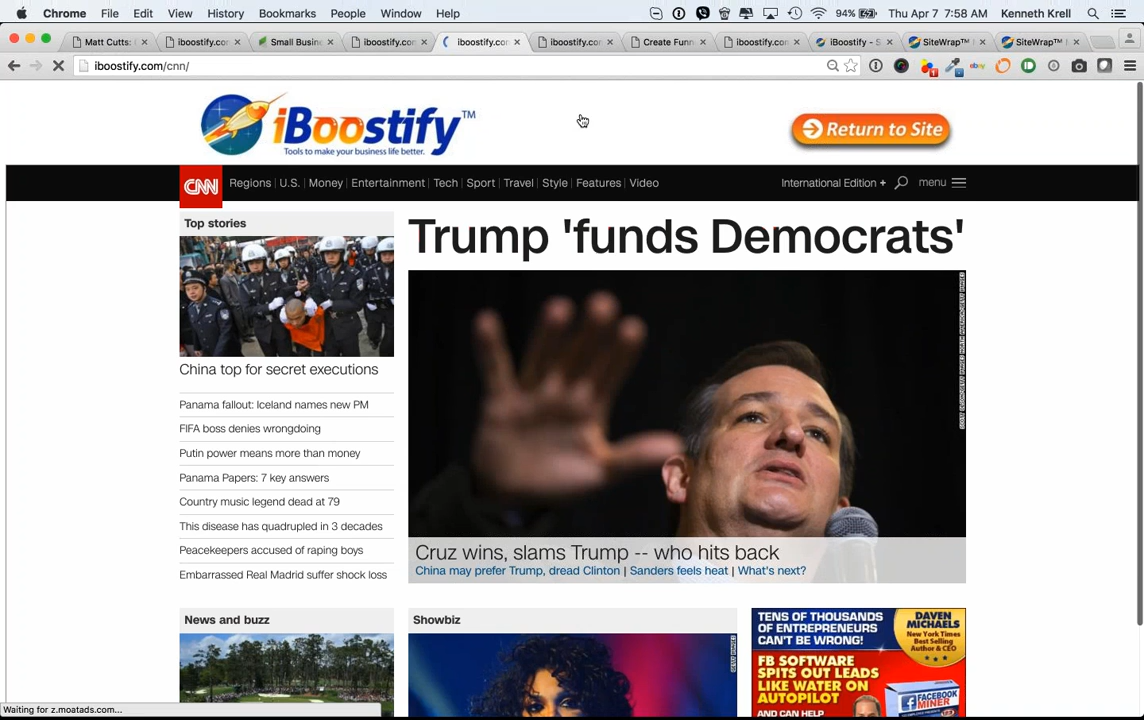 Chrome File Edit View History Bookmarks People Window Help 94% Thu Apr 7 7:58 AM Kenneth Krell
Matt Cutts: iboostify.con Small Busin iboostify.con iboostify.con iboostify.con Create Funn iboostify.con iBoostify - S SiteWrap™ SiteWrap™
iboostify.com/cnn/
iBoostify™
Tools to make your business life better.
Return to Site
CNN Regions U.S. Money Entertainment Tech Sport Travel Style Features Video International Edition + menu
Top stories
China top for secret executions
Panama fallout: Iceland names new PM
FIFA boss denies wrongdoing
Putin power means more than money
Panama Papers: 7 key answers
Country music legend dead at 79
This disease has quadrupled in 3 decades
Peacekeepers accused of raping boys
Embarrassed Real Madrid suffer shock loss
Trump 'funds Democrats'
Cruz wins, slams Trump -- who hits back
China may prefer Trump, dread Clinton | Sanders feels heat | What's next?
News and buzz
Showbiz
TENS OF THOUSANDS
OF ENTREPRENEURS
CAN'T BE WRONG!
DAVEN
MICHAELS
New York Times
Best Selling
Author & CEO
FB SOFTWARE
SPITS OUT LEADS
LIKE WATER ON
AUTOPILOT
AND CAN HELP
FACEBOOK
MINER
Waiting for z.moatads.com...